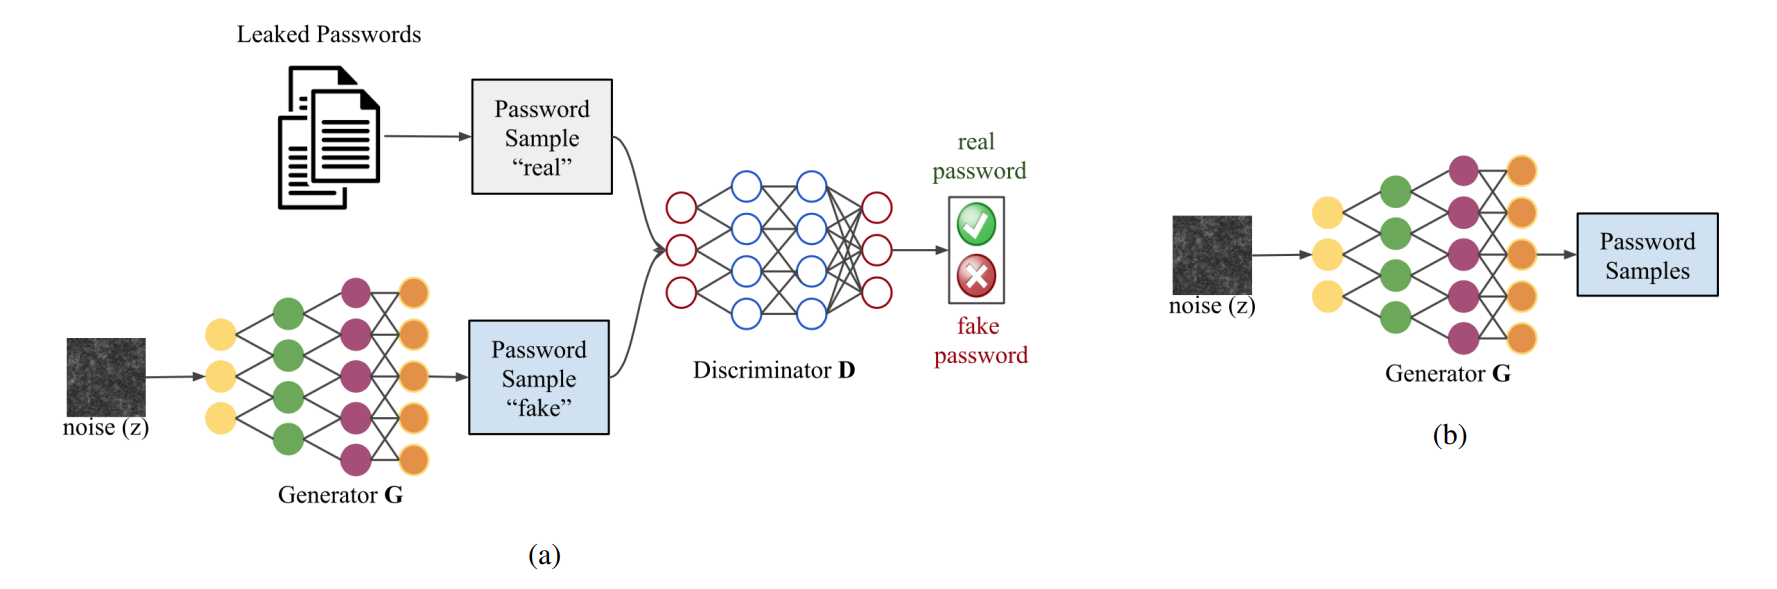 Leaked Passwords
Password
Sample
“real”
real
password
fake
password
Discriminator D
Password
Sample
“fake”
noise (z)
Generator G
(a)
noise (z)
Generator G
Password
Samples
(b)